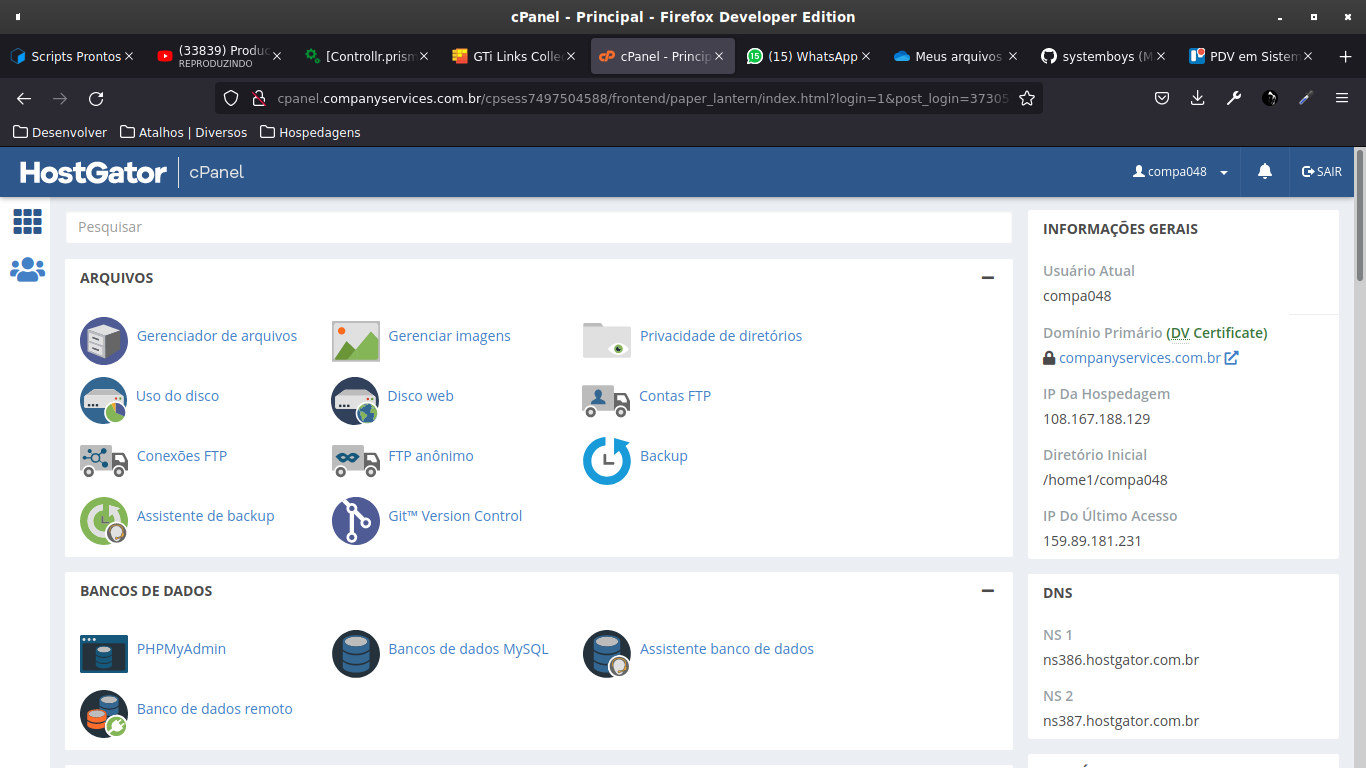 cPanel - Principal - Firefox Developer Edition
Scripts Prontos
(33839) Produc
REPRODUZINDO
[Controllr.prism
GTi Links Colle
cPanel - Princip
(15) WhatsApp
Meus arquivos
systemboys (M
PDV em Sistem
cpanel.companyservices.com.br/cpsess7497504588/frontend/paper_lantern/index.html?login=1&post_login=37305
Desenvolver
Atalhos | Diversos
Hospedagens
HostGator
cPanel
compa048
SAIR
Pesquisar
ARQUIVOS
Gerenciador de arquivos
Gerenciar imagens
Privacidade de diretórios
Uso do disco
Disco web
Contas FTP
Conexões FTP
FTP anônimo
Backup
Assistente de backup
Git™ Version Control
BANCOS DE DADOS
PHPMyAdmin
Bancos de dados MySQL
Assistente banco de dados
Banco de dados remoto
INFORMAÇÕES GERAIS
Usuário Atual
compa048
Domínio Primário (DV Certificate)
companyservices.com.br
IP Da Hospedagem
108.167.188.129
Diretório Inicial
/home1/compa048
IP Do Último Acesso
159.89.181.231
DNS
NS 1
ns386.hostgator.com.br
NS 2
ns387.hostgator.com.br